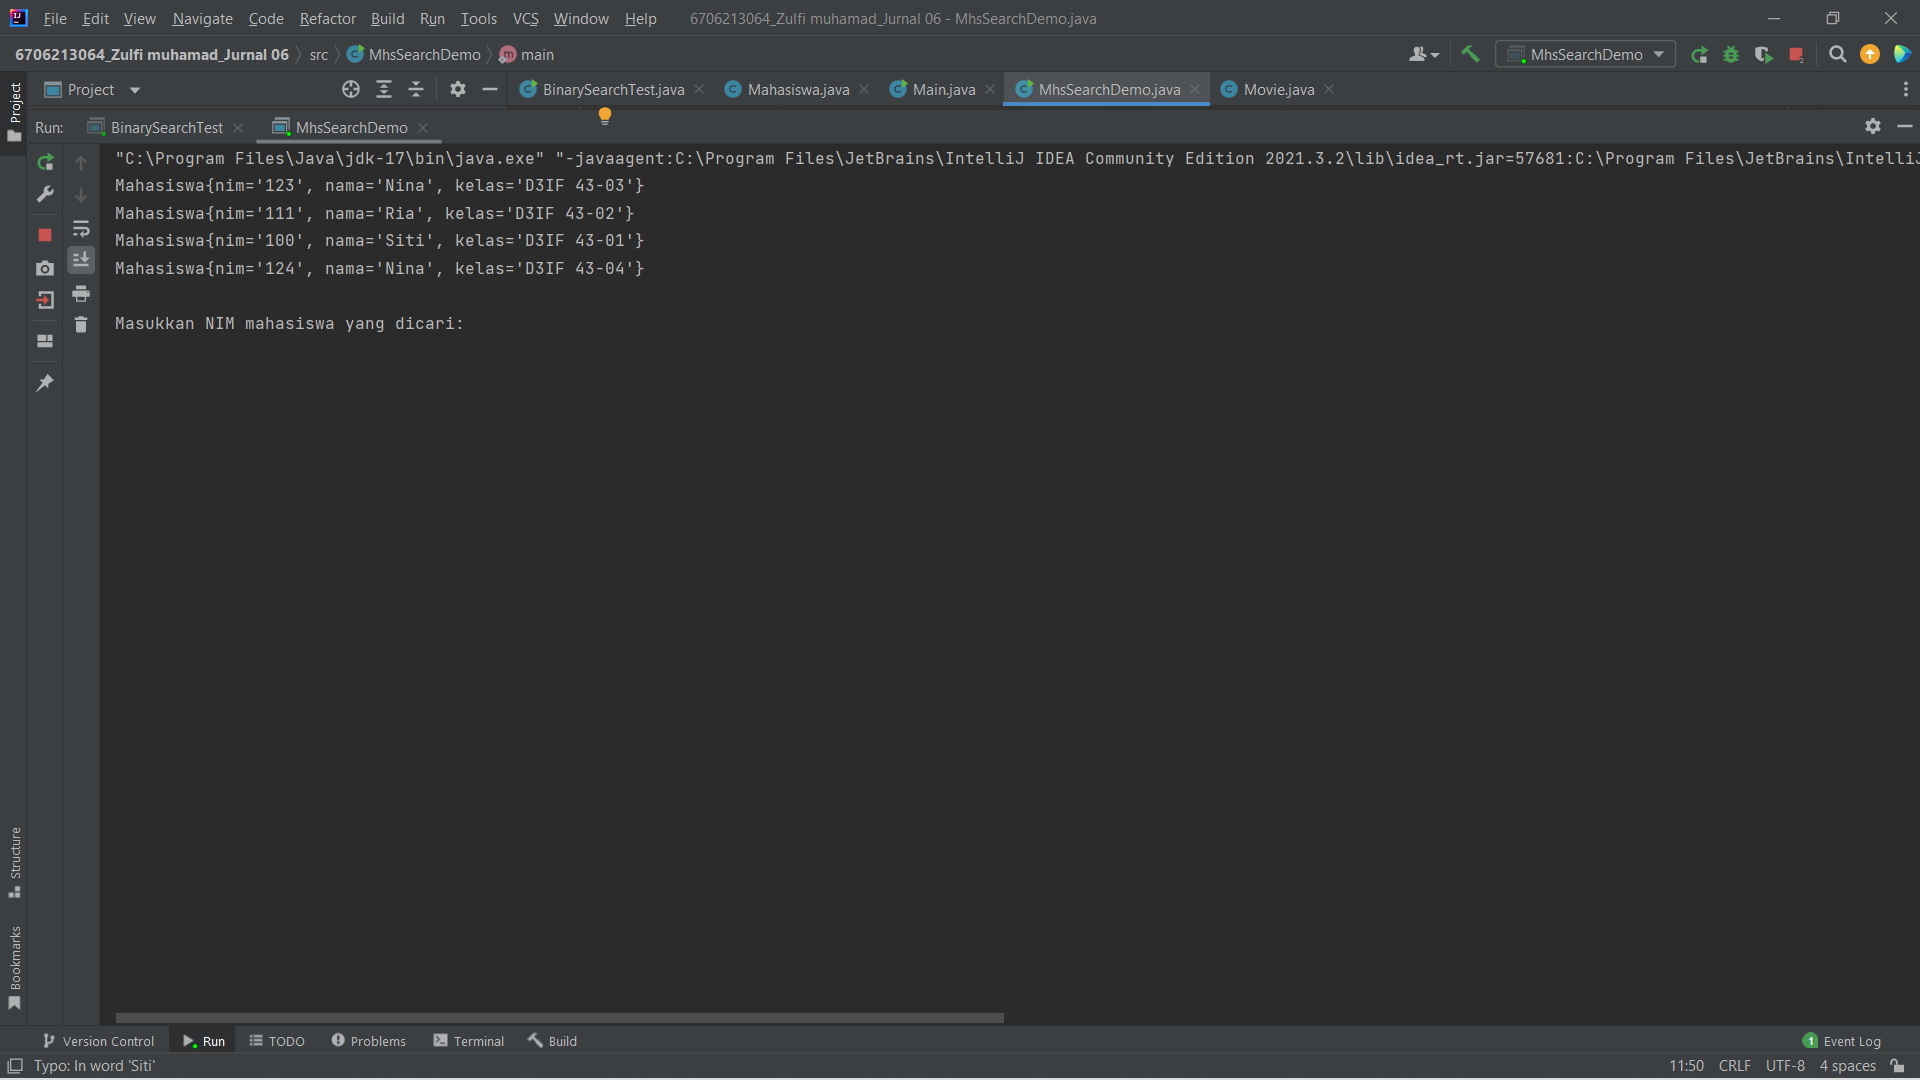 File Edit View Navigate Code Refactor Build Run Tools VCS Window Help 6706213064_Zulfi muhamad_Jurnal 06 - MhsSearchDemo.java
6706213064_Zulfi muhamad_Jurnal 06 src MhsSearchDemo main MhsSearchDemo
Project BinarySearchTest.java Mahasiswa.java Main.java MhsSearchDemo.java Movie.java
Run: BinarySearchTest MhsSearchDemo
"C:\Program Files\Java\jdk-17\bin\java.exe" "-javaagent:C:\Program Files\JetBrains\IntelliJ IDEA Community Edition 2021.3.2\lib\idea_rt.jar=57681:C:\Program Files\JetBrains\IntelliJ
Mahasiswa{nim='123', nama='Nina', kelas='D3IF 43-03'}
Mahasiswa{nim='111', nama='Ria', kelas='D3IF 43-02'}
Mahasiswa{nim='100', nama='Siti', kelas='D3IF 43-01'}
Mahasiswa{nim='124', nama='Nina', kelas='D3IF 43-04'}
Masukkan NIM mahasiswa yang dicari:
Project
Structure
Bookmarks
Version Control Run TODO Problems Terminal Build 1 Event Log
Typo: In word 'Siti' 11:50 CRLF UTF-8 4 spaces